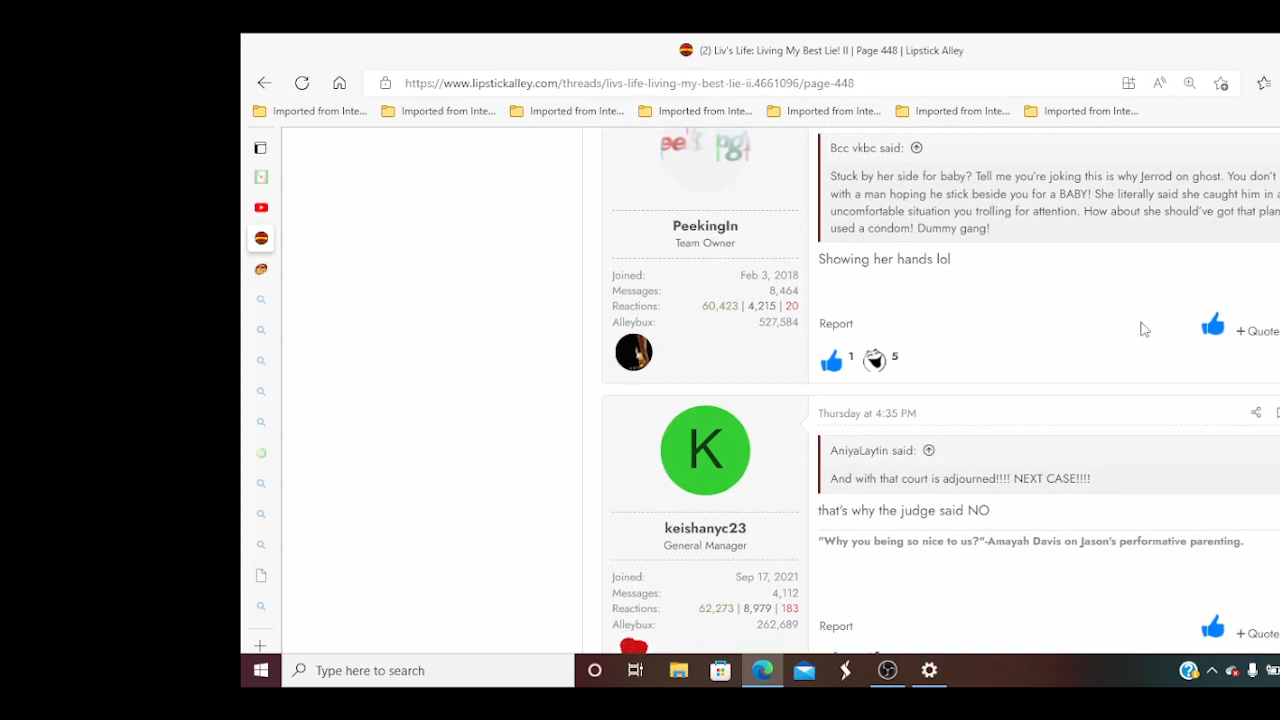 (2) Liv's Life: Living My Best Lie! II | Page 448 | Lipstick Alley
https://www.lipstickalley.com/threads/livs-life-living-my-best-lie-ii.4661096/page-448
Imported from Inte... Imported from Inte... Imported from Inte... Imported from Inte... Imported from Inte... Imported from Inte... Imported from Inte...
Bcc vkbc said:
Stuck by her side for baby? Tell me you're joking this is why Jerrod on ghost. You don't
with a man hoping he stick beside you for a BABY! She literally said she caught him in a
uncomfortable situation you trolling for attention. How about she should've got that plan
used a condom! Dummy gang!
PeekingIn
Team Owner
Showing her hands lol
Joined: Feb 3, 2018
Messages: 8,464
Reactions: 60,423 | 4,215 | 20
Alleybux: 527,584
Report
+ Quote
1 5
K
Thursday at 4:35 PM
AniyaLaytin said:
And with that court is adjourned!!!! NEXT CASE!!!!
that's why the judge said NO
keishanyc23
General Manager
"Why you being so nice to us?"-Amayah Davis on Jason's performative parenting.
Joined: Sep 17, 2021
Messages: 4,112
Reactions: 62,273 | 8,979 | 183
Alleybux: 262,689
Report
+ Quote
Type here to search